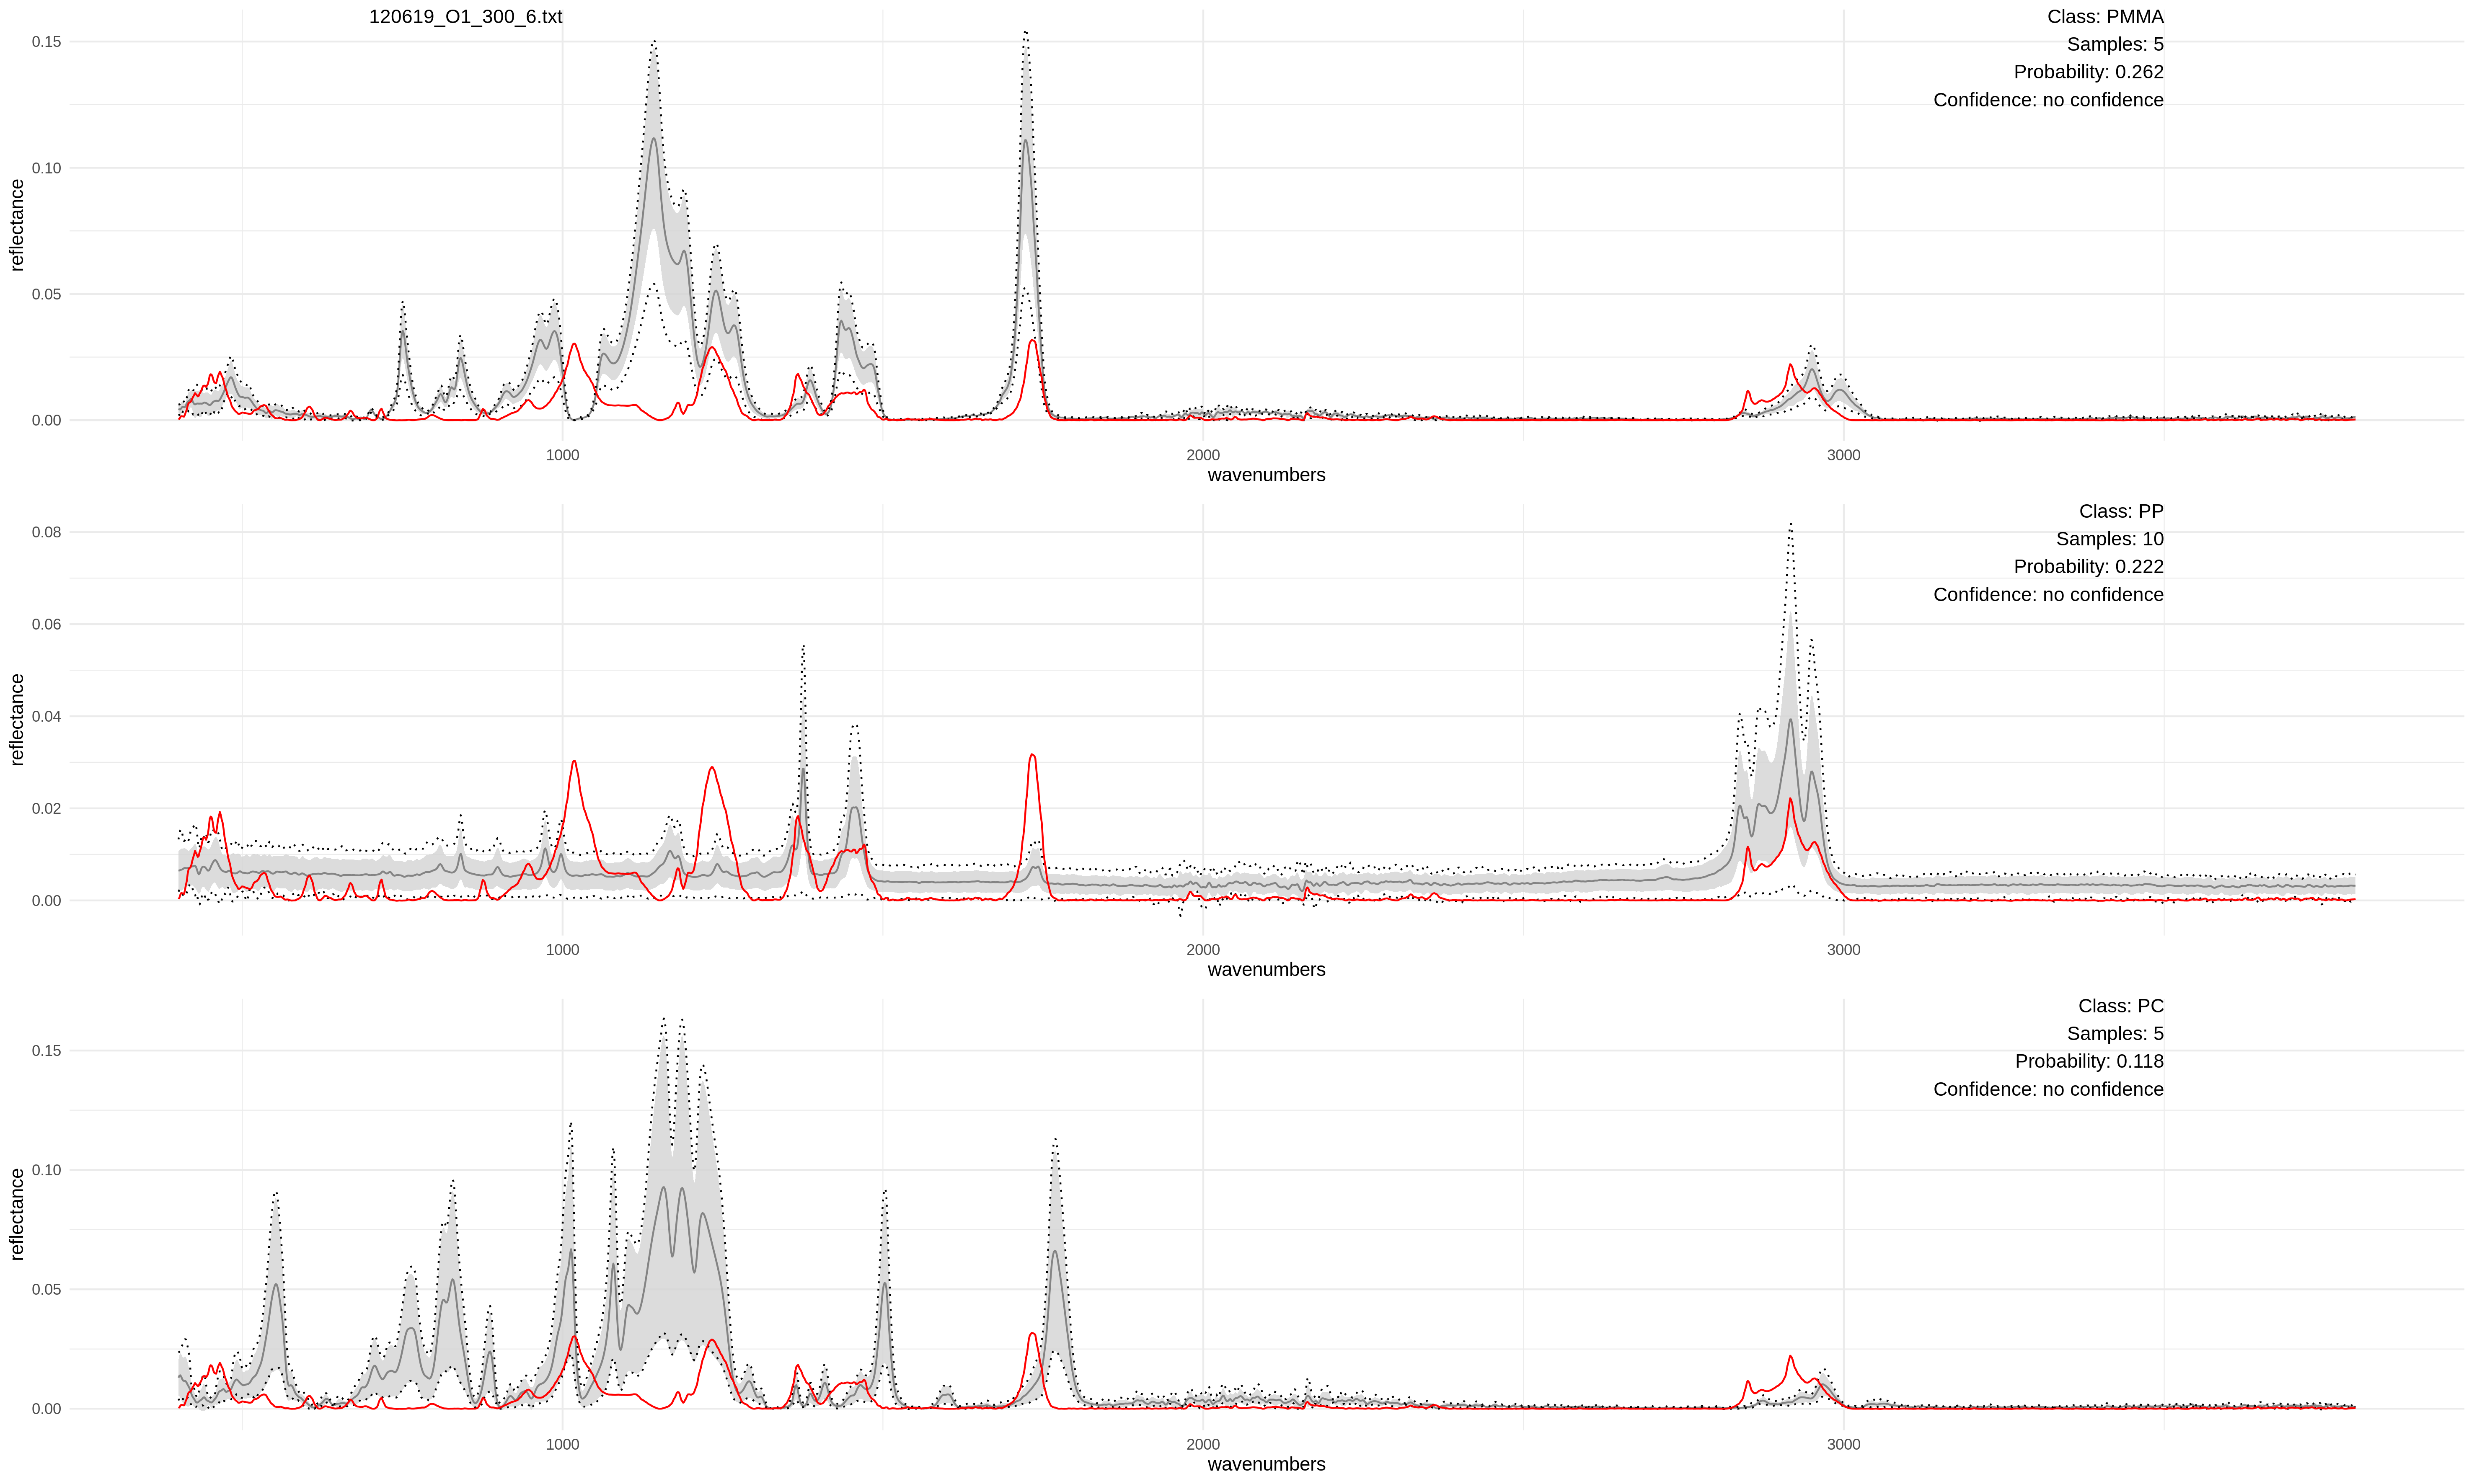 120619_O1_300_6.txt
Class: PMMA
Samples: 5
Probability: 0.262
Confidence: no confidence
0.15
0.10
0.05
0.00
reflectance
1000 2000 3000
wavenumbers
Class: PP
Samples: 10
Probability: 0.222
Confidence: no confidence
0.08
0.06
0.04
0.02
0.00
reflectance
1000 2000 3000
wavenumbers
Class: PC
Samples: 5
Probability: 0.118
Confidence: no confidence
0.15
0.10
0.05
0.00
reflectance
1000 2000 3000
wavenumbers